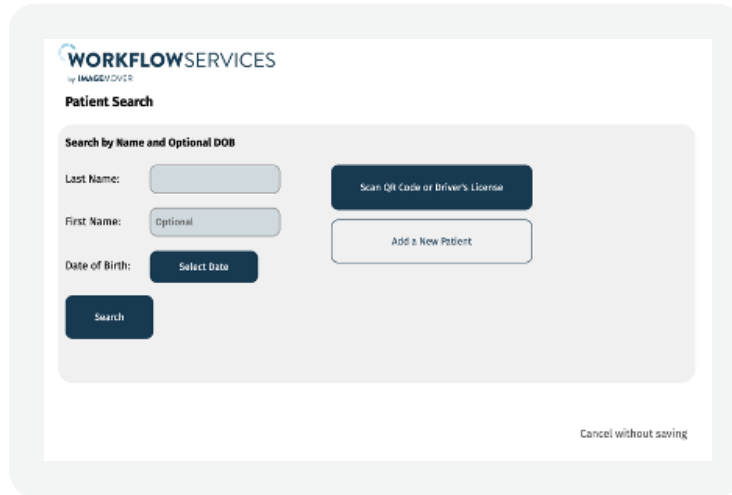 WORKFLOWSERVICES
by IMAGEMOVER
Patient Search
Search by Name and Optional DOB
Last Name:
Scan QR Code or Driver's License
First Name:
Optional
Add a New Patient
Date of Birth:
Select Date
Search
Cancel without saving